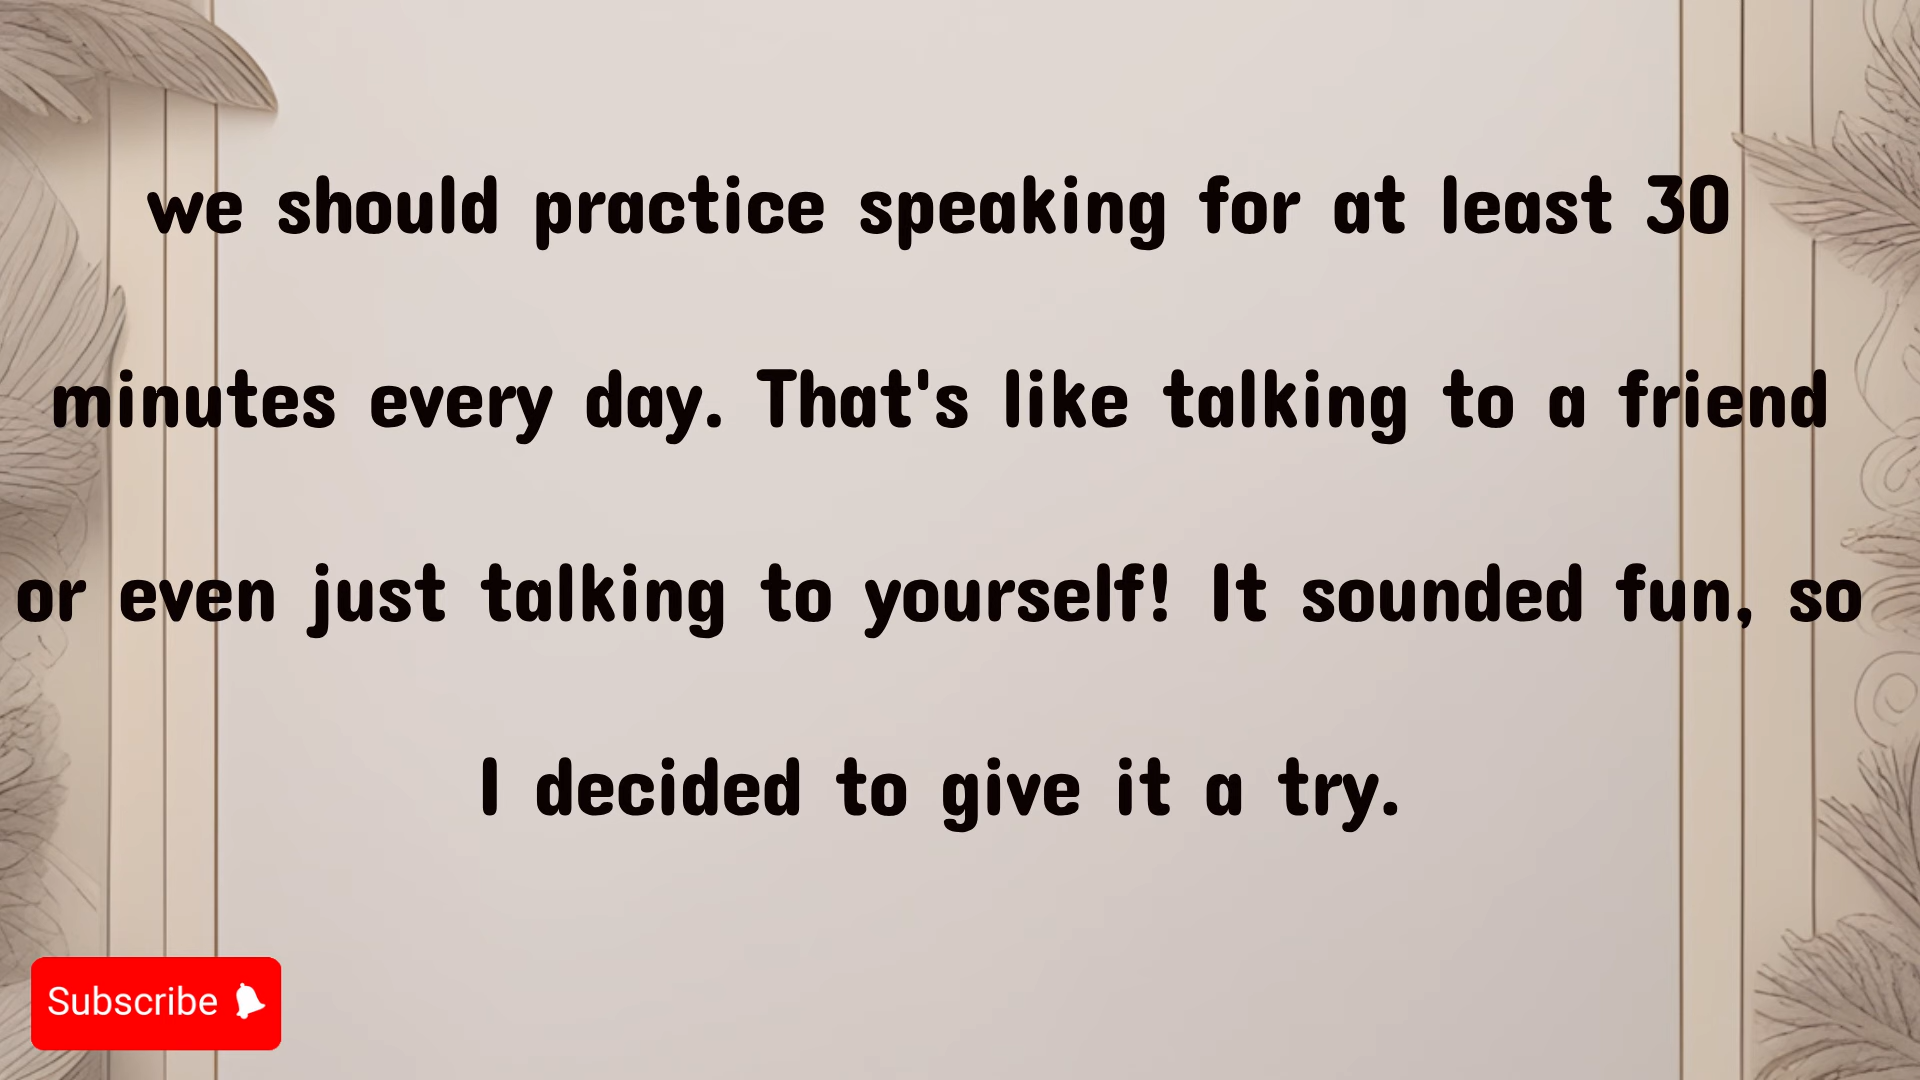 we should practice speaking for at least 30
minutes every day. That's like talking to a friend
or even just talking to yourself! It sounded fun, so
I decided to give it a try.
Subscribe